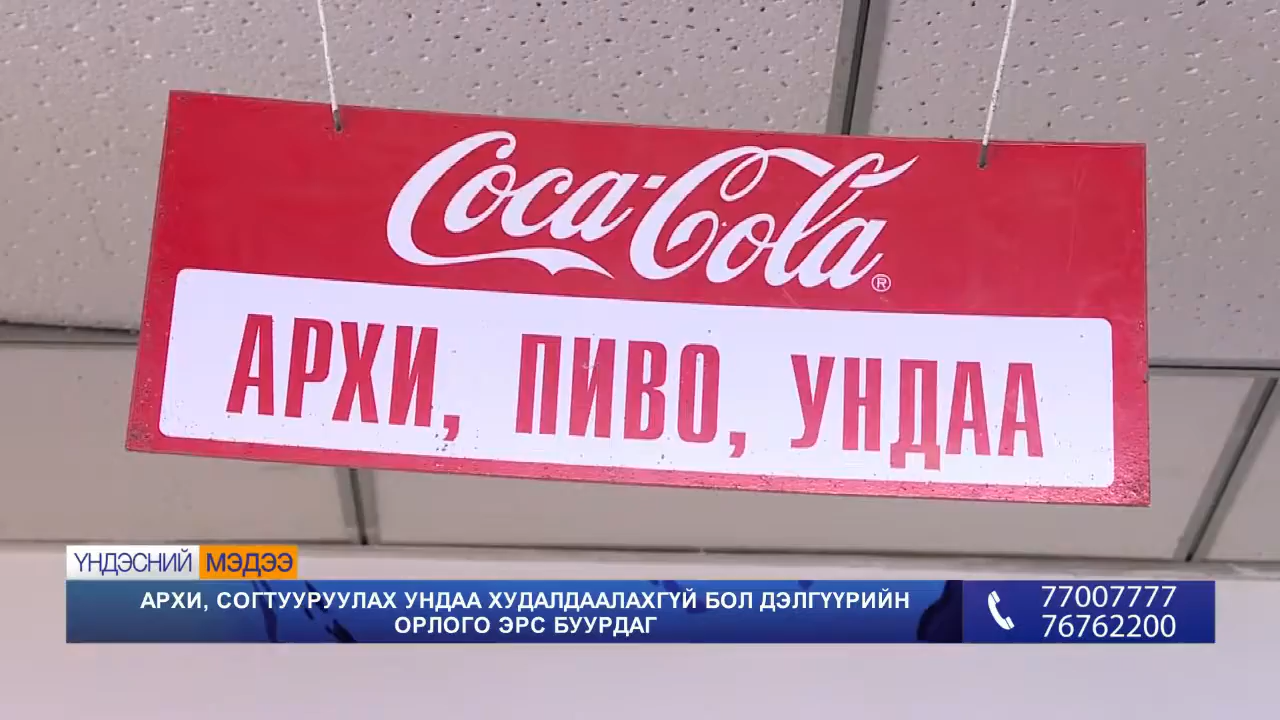 Coca-Cola®
АРХИ, ПИВО, УНДАА
ҮНДЭСНИЙ МЭДЭЭ
АРХИ, СОГТУУРУУЛАХ УНДАА ХУДАЛДААЛАХГҮЙ БОЛ ДЭЛГҮҮРИЙН
ОРЛОГО ЭРС БУУРДАГ
77007777
76762200